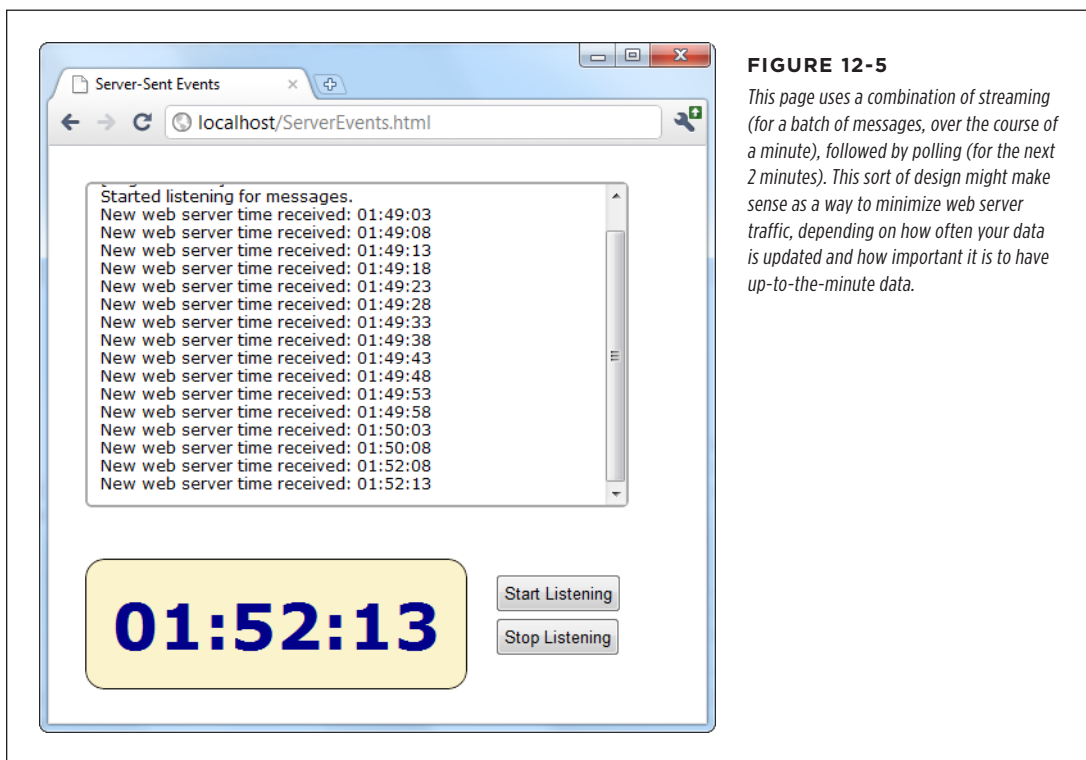 Server-Sent Events
localhost/ServerEvents.html
Started listening for messages.
New web server time received: 01:49:03
New web server time received: 01:49:08
New web server time received: 01:49:13
New web server time received: 01:49:18
New web server time received: 01:49:23
New web server time received: 01:49:28
New web server time received: 01:49:33
New web server time received: 01:49:38
New web server time received: 01:49:43
New web server time received: 01:49:48
New web server time received: 01:49:53
New web server time received: 01:49:58
New web server time received: 01:50:03
New web server time received: 01:50:08
New web server time received: 01:52:08
New web server time received: 01:52:13
01:52:13
Start Listening
Stop Listening
FIGURE 12-5
This page uses a combination of streaming
(for a batch of messages, over the course of
a minute), followed by polling (for the next
2 minutes). This sort of design might make
sense as a way to minimize web server
traffic, depending on how often your data
is updated and how important it is to have
up-to-the-minute data.